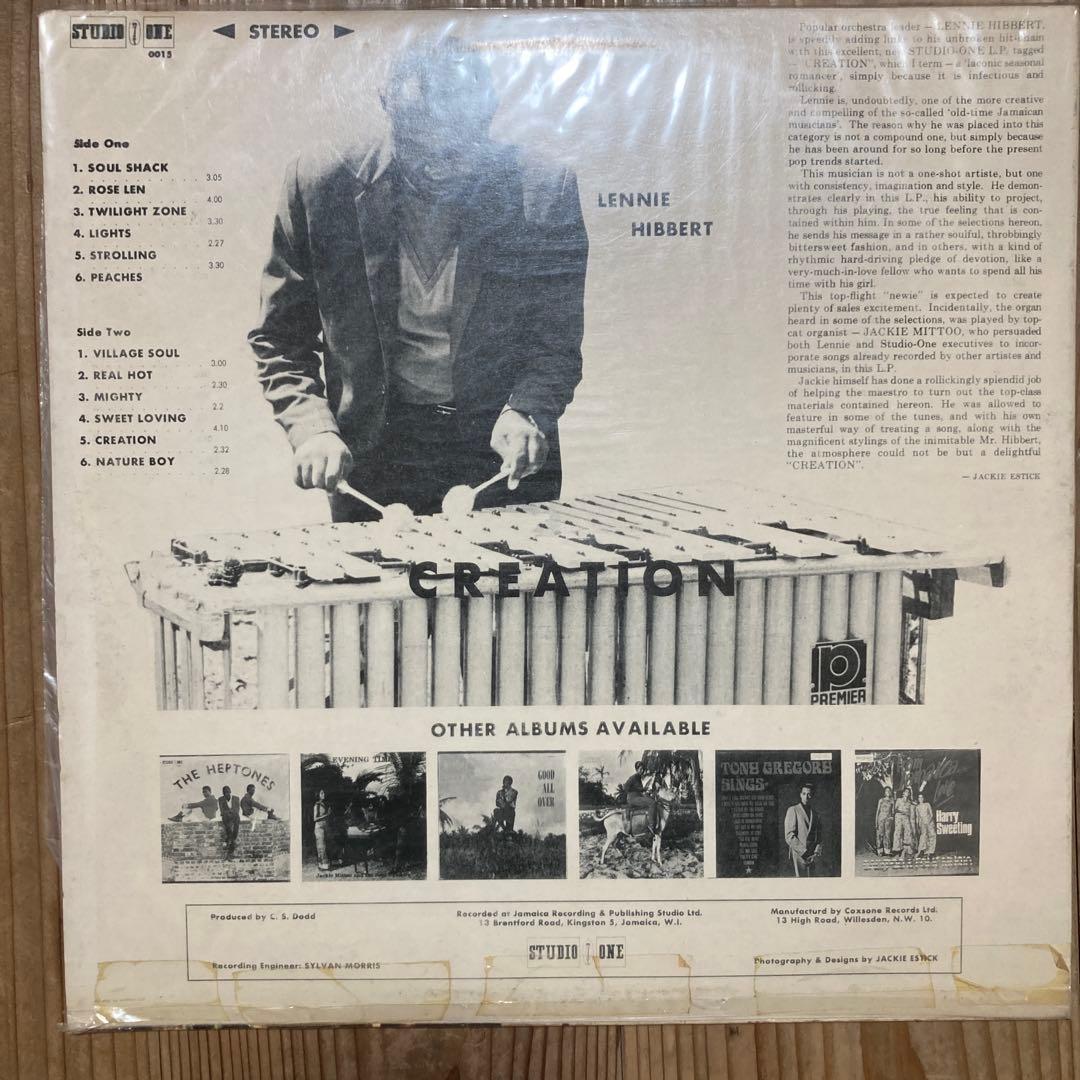 STUDIO ONE
0015
◄ STEREO ►
Side One
1. SOUL SHACK
3.05
2. ROSE LEN
4.00
3. TWILIGHT ZONE
3.30
4. LIGHTS
2.27
5. STROLLING
3.30
6. PEACHES
Side Two
1. VILLAGE SOUL
3.00
2. REAL HOT
2.30
3. MIGHTY
2.2
4. SWEET LOVING
4.10
5. CREATION
2.32
6. NATURE BOY
2.28
LENNIE
HIBBERT
Popular orchestra leader — LENNIE HIBBERT,
is speedily adding links to his unbroken hit-chain
with this excellent, new STUDIO-ONE L.P. tagged
— "CREATION", which I term — a 'laconic seasonal
romancer', simply because it is infectious and
rollicking.
Lennie is, undoubtedly, one of the more creative
and compelling of the so-called 'old-time Jamaican
musicians'. The reason why he was placed into this
category is not a compound one, but simply because
he has been around for so long before the present
pop trends started.
This musician is not a one-shot artiste, but one
with consistency, imagination and style. He demon-
strates clearly in this L.P., his ability to project,
through his playing, the true feeling that is con-
tained within him. In some of the selections hereon,
he sends his message in a rather soulful, throbbingly
bittersweet fashion, and in others, with a kind of
rhythmic hard-driving pledge of devotion, like a
very-much-in-love fellow who wants to spend all his
time with his girl.
This top-flight "newie" is expected to create
plenty of sales excitement. Incidentally, the organ
heard in some of the selections, was played by top-
cat organist — JACKIE MITTOO, who persuaded
both Lennie and Studio-One executives to incor-
porate songs already recorded by other artistes and
musicians, in this L.P.
Jackie himself has done a rollickingly splendid job
of helping the maestro to turn out the top-class
materials contained hereon. He was allowed to
feature in some of the tunes, and with his own
masterful way of treating a song, along with the
magnificent stylings of the inimitable Mr. Hibbert,
the atmosphere could not be but a delightful
"CREATION".
— JACKIE ESTICK
CREATION
P
PREMIER
OTHER ALBUMS AVAILABLE
THE HEPTONES
EVENING TIME
GOOD
ALL
OVER
TONY GREGORY
SINGS
Harry
Sweeting
Produced by C. S. Dodd
Recorded at Jamaica Recording & Publishing Studio Ltd.
13 Brentford Road, Kingston 5, Jamaica, W.I.
Manufacturd by Coxsone Records Ltd.
13 High Road, Willesden, N.W. 10.
STUDIO ONE
Recording Engineer: SYLVAN MORRIS
Photography & Designs by JACKIE ESTICK